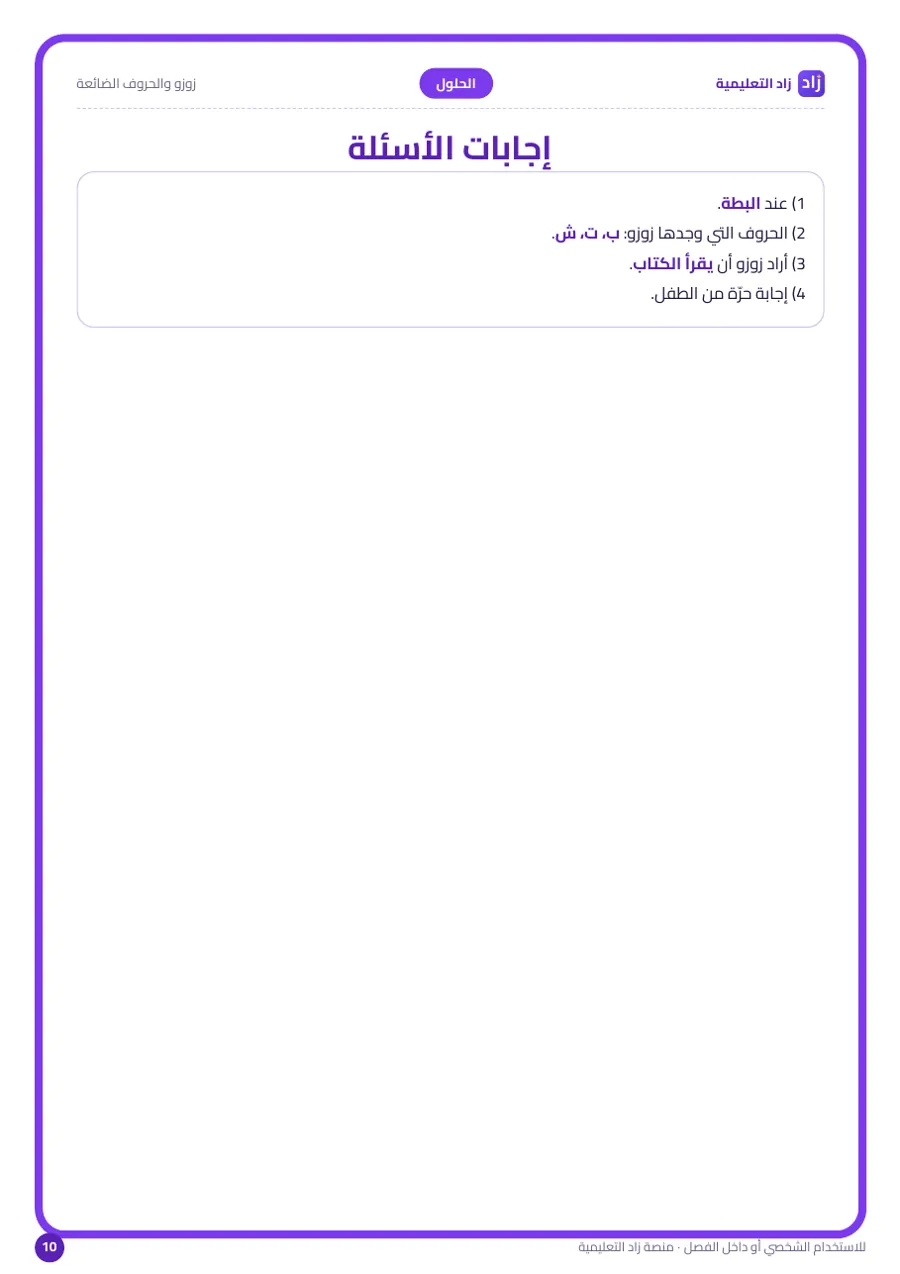 زاد زاد التعليمية
الحلول
زوزو والحروف الضائعة
إجابات الأسئلة
1) عند البطة.
2) الحروف التي وجدها زوزو: ب، ت، ش.
3) أراد زوزو أن يقرأ الكتاب.
4) إجابة حرّة من الطفل.
للاستخدام الشخصي أو داخل الفصل · منصة زاد التعليمية
10